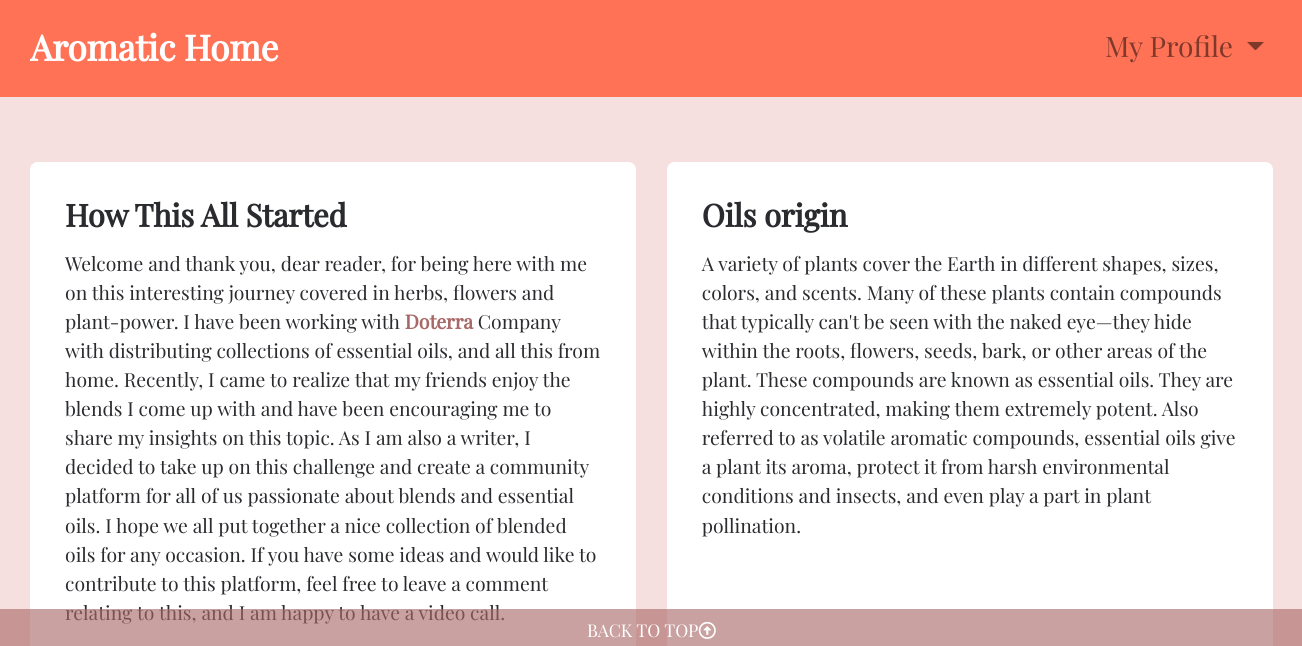 Aromatic Home
My Profile
How This All Started
Welcome and thank you, dear reader, for being here with me
on this interesting journey covered in herbs, flowers and
plant-power. I have been working with Doterra Company
with distributing collections of essential oils, and all this from
home. Recently, I came to realize that my friends enjoy the
blends I come up with and have been encouraging me to
share my insights on this topic. As I am also a writer, I
decided to take up on this challenge and create a community
platform for all of us passionate about blends and essential
oils. I hope we all put together a nice collection of blended
oils for any occasion. If you have some ideas and would like to
contribute to this platform, feel free to leave a comment
relating to this, and I am happy to have a video call.
Oils origin
A variety of plants cover the Earth in different shapes, sizes,
colors, and scents. Many of these plants contain compounds
that typically can't be seen with the naked eye—they hide
within the roots, flowers, seeds, bark, or other areas of the
plant. These compounds are known as essential oils. They are
highly concentrated, making them extremely potent. Also
referred to as volatile aromatic compounds, essential oils give
a plant its aroma, protect it from harsh environmental
conditions and insects, and even play a part in plant
pollination.
BACK TO TOP